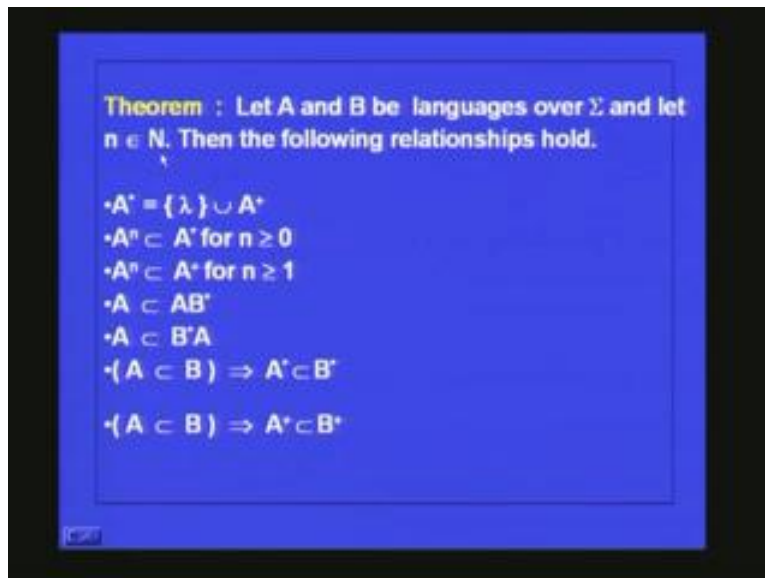 Theorem : Let A and B be languages over Σ and let
n ∈ N. Then the following relationships hold.
•A* = { λ } ∪ A⁺
•Aⁿ ⊂ A* for n ≥ 0
•Aⁿ ⊂ A⁺ for n ≥ 1
•A ⊂ AB*
•A ⊂ B*A
•( A ⊂ B ) ⇒ A* ⊂ B*
•( A ⊂ B ) ⇒ A⁺ ⊂ B⁺